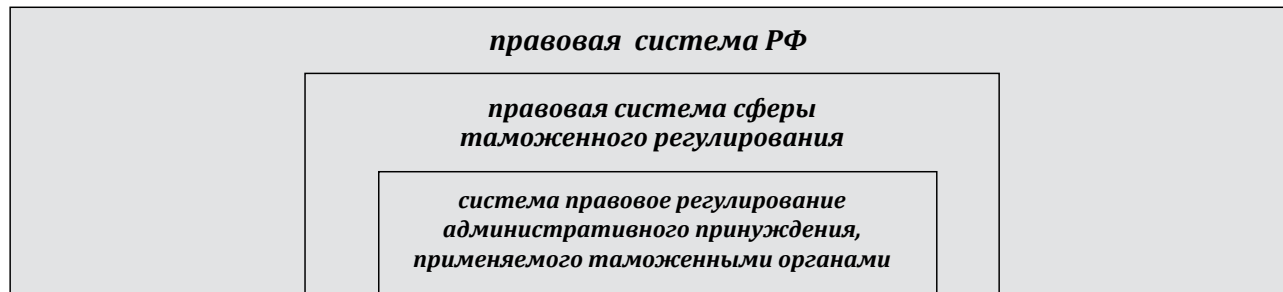 правовая система РФ
правовая система сферы
таможенного регулирования
система правовое регулирование
административного принуждения,
применяемого таможенными органами